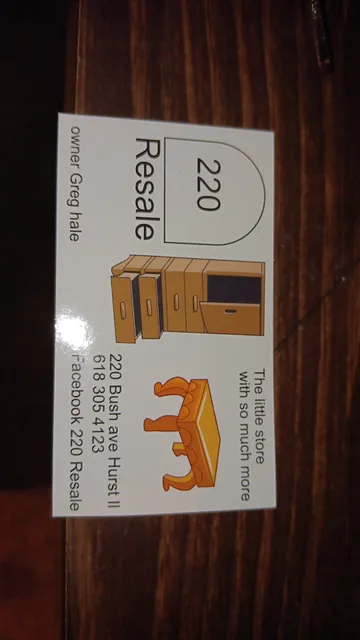 220
Resale
The little store
with so much more
owner Greg hale
220 Bush ave Hurst Il
618 305 4123
Facebook 220 Resale